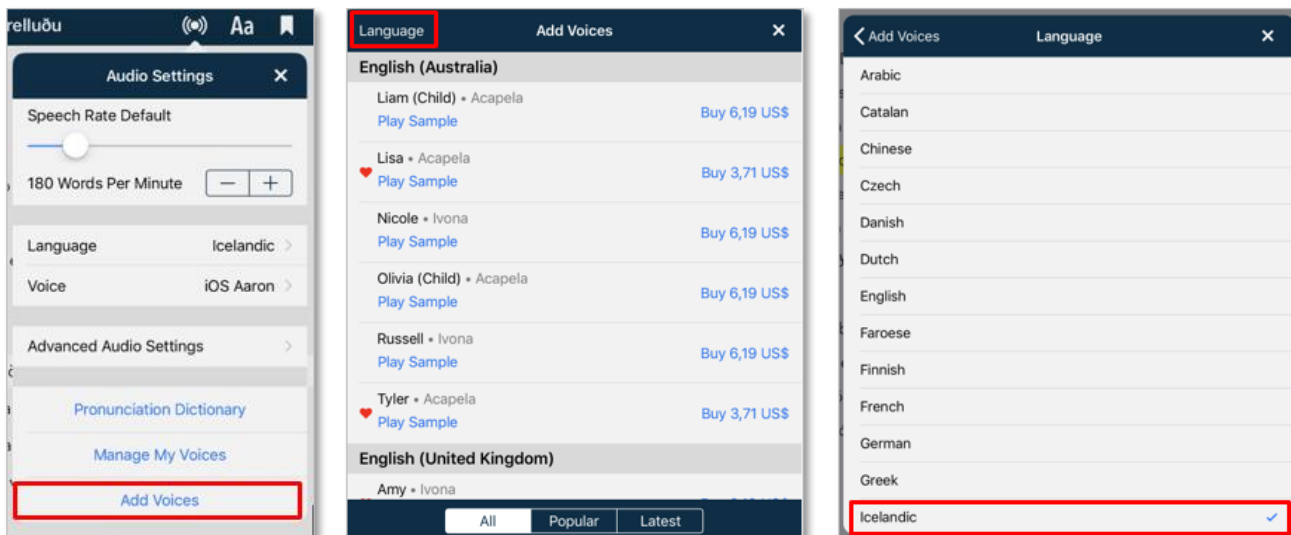 relluðu
Aa
Audio Settings
Speech Rate Default
180 Words Per Minute
Language Icelandic
Voice iOS Aaron
Advanced Audio Settings
Pronunciation Dictionary
Manage My Voices
Add Voices
Language Add Voices
English (Australia)
Liam (Child) • Acapela
Play Sample
Buy 6,19 US$
Lisa • Acapela
Play Sample
Buy 3,71 US$
Nicole • Ivona
Play Sample
Buy 6,19 US$
Olivia (Child) • Acapela
Play Sample
Buy 6,19 US$
Russell • Ivona
Play Sample
Buy 6,19 US$
Tyler • Acapela
Play Sample
Buy 3,71 US$
English (United Kingdom)
Amy • Ivona
All Popular Latest
Add Voices Language
Arabic
Catalan
Chinese
Czech
Danish
Dutch
English
Faroese
Finnish
French
German
Greek
Icelandic